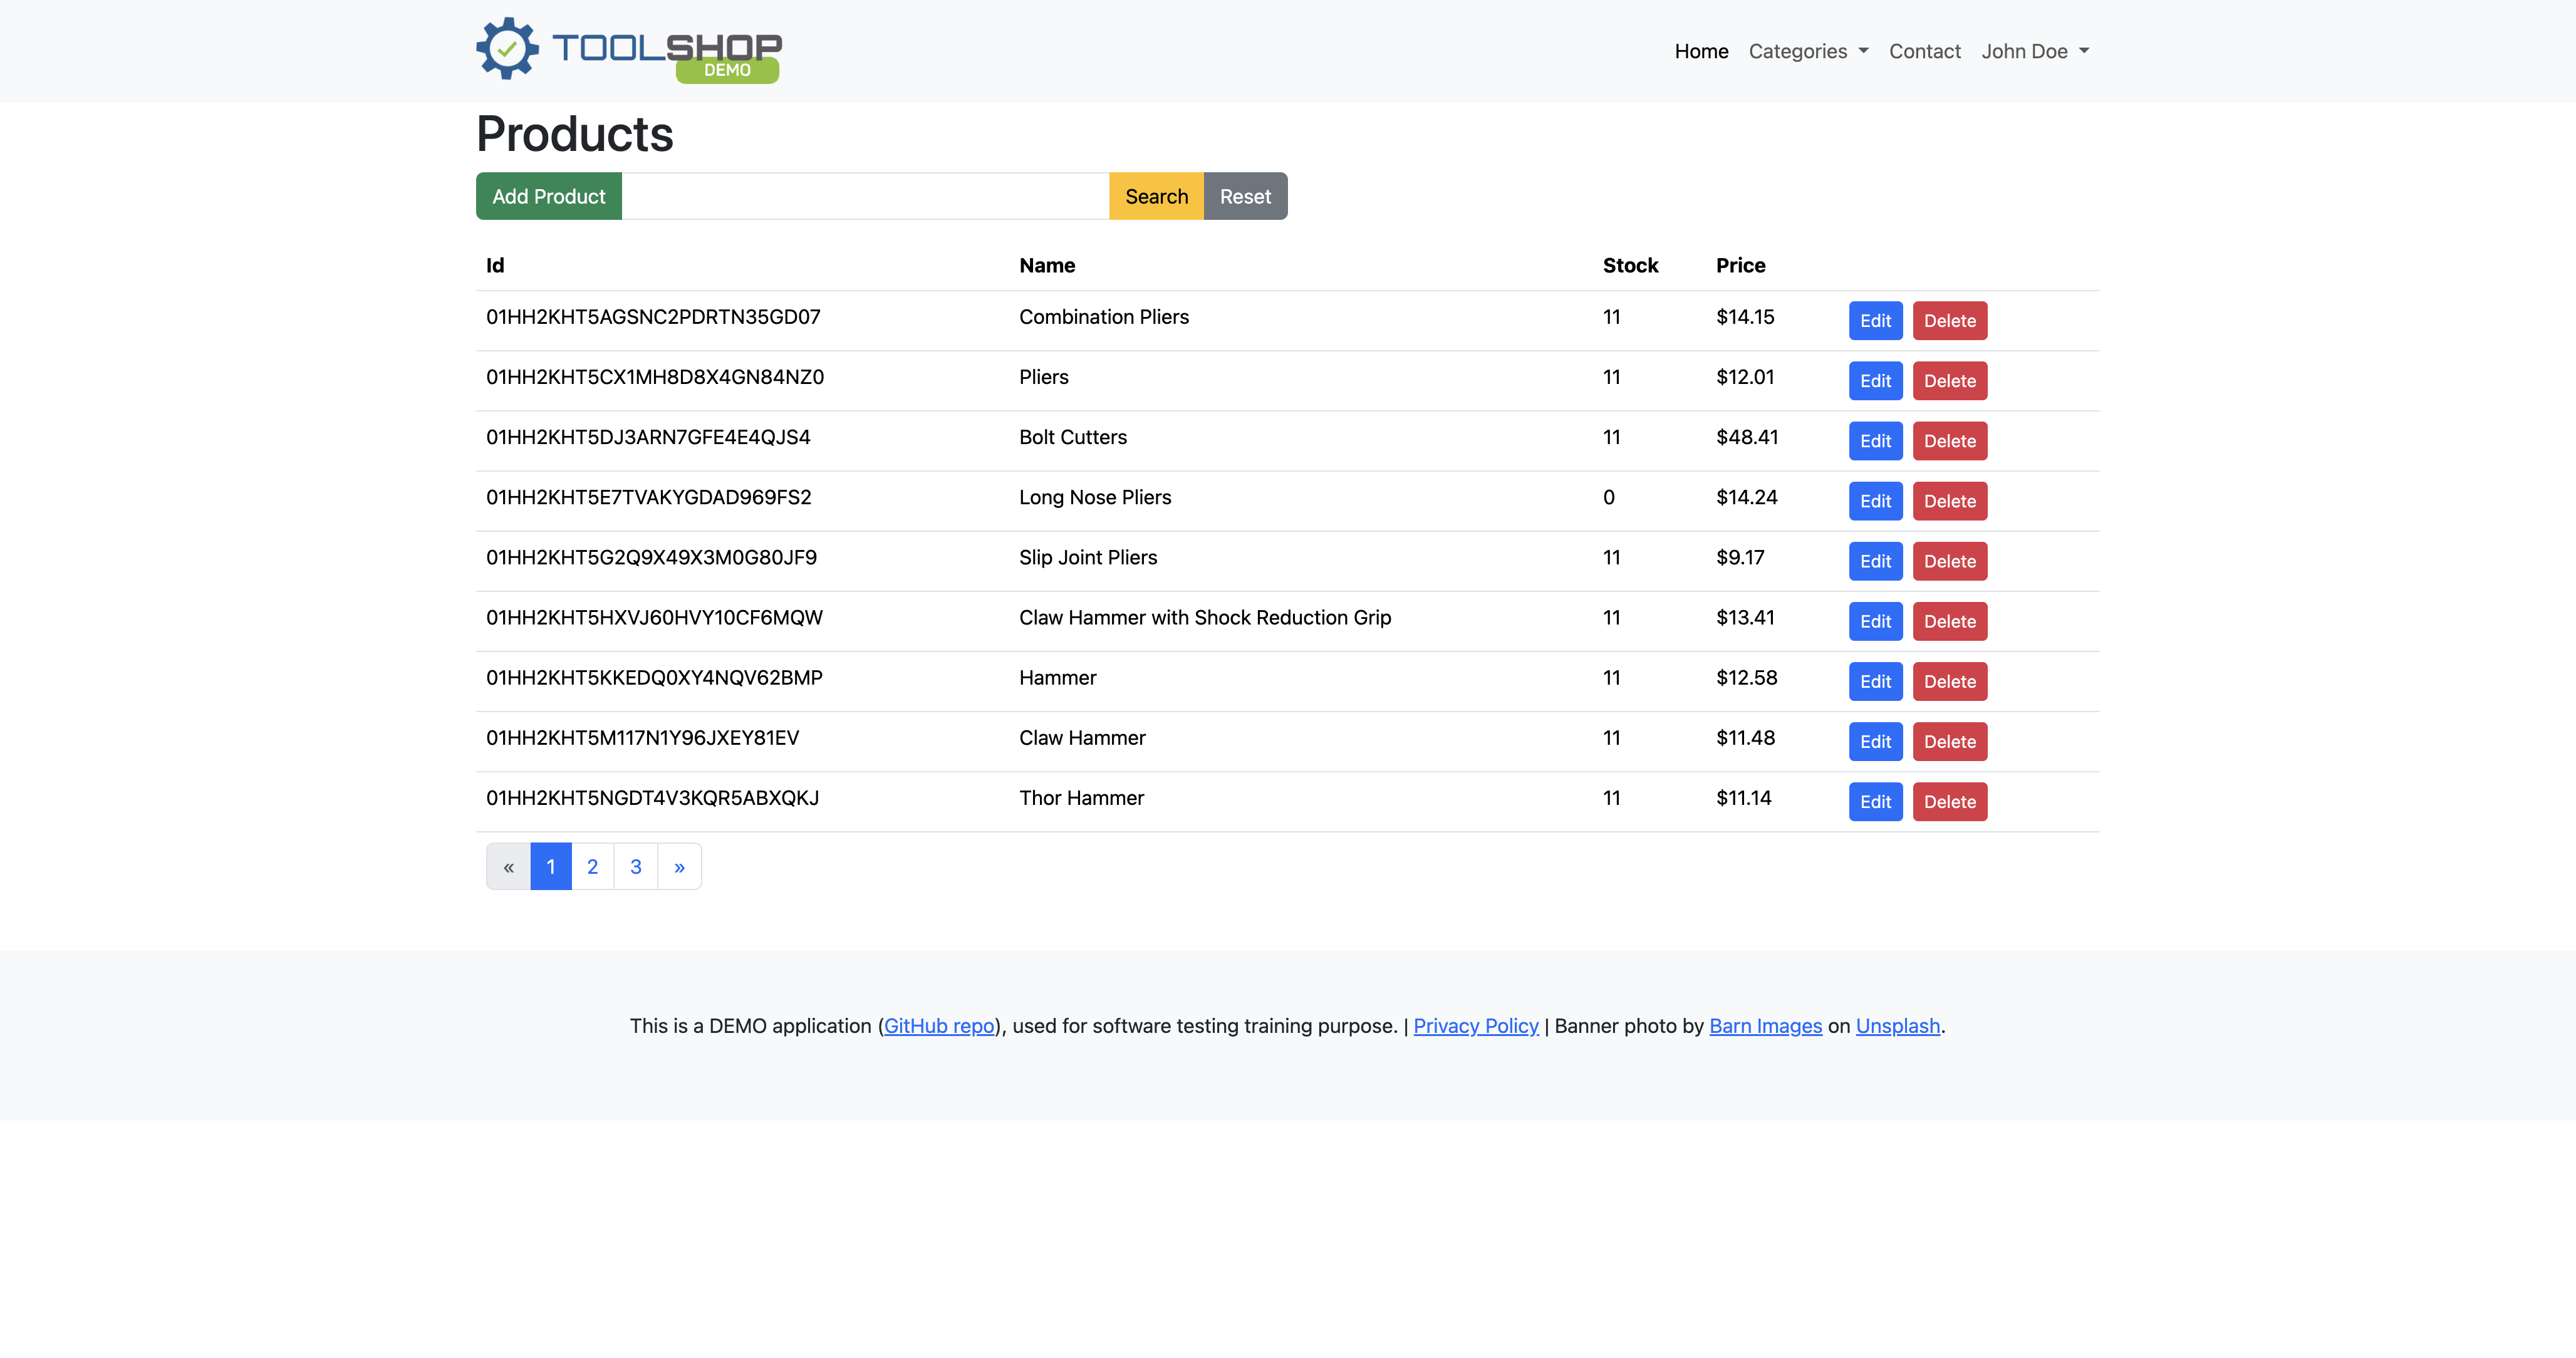 TOOLSHOP
DEMO
Home Categories Contact John Doe
Products
Add Product Search Reset
Id Name Stock Price
01HH2KHT5AGSNC2PDRTN35GD07 Combination Pliers 11 $14.15 Edit Delete
01HH2KHT5CX1MH8D8X4GN84NZ0 Pliers 11 $12.01 Edit Delete
01HH2KHT5DJ3ARN7GFE4E4QJS4 Bolt Cutters 11 $48.41 Edit Delete
01HH2KHT5E7TVAKYGDAD969FS2 Long Nose Pliers 0 $14.24 Edit Delete
01HH2KHT5G2Q9X49X3M0G80JF9 Slip Joint Pliers 11 $9.17 Edit Delete
01HH2KHT5HXVJ60HVY10CF6MQW Claw Hammer with Shock Reduction Grip 11 $13.41 Edit Delete
01HH2KHT5KKEDQ0XY4NQV62BMP Hammer 11 $12.58 Edit Delete
01HH2KHT5M117N1Y96JXEY81EV Claw Hammer 11 $11.48 Edit Delete
01HH2KHT5NGDT4V3KQR5ABXQKJ Thor Hammer 11 $11.14 Edit Delete
« 1 2 3 »
This is a DEMO application (GitHub repo), used for software testing training purpose. | Privacy Policy | Banner photo by Barn Images on Unsplash.